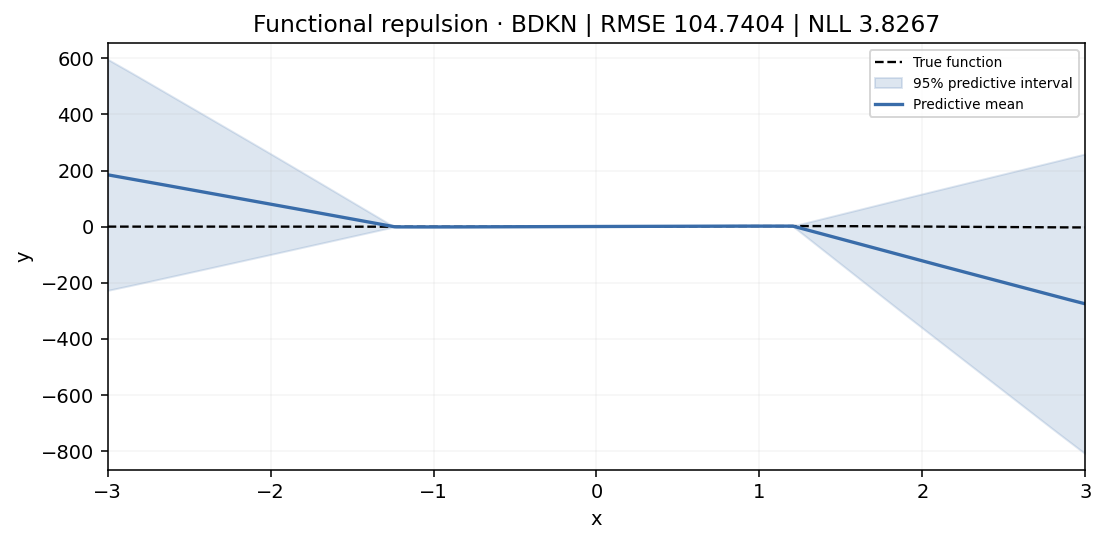 Functional repulsion · BDKN | RMSE 104.7404 | NLL 3.8267
True function
95% predictive interval
Predictive mean
600
400
200
0
−200
−400
−600
−800
y
−3 −2 −1 0 1 2 3
x